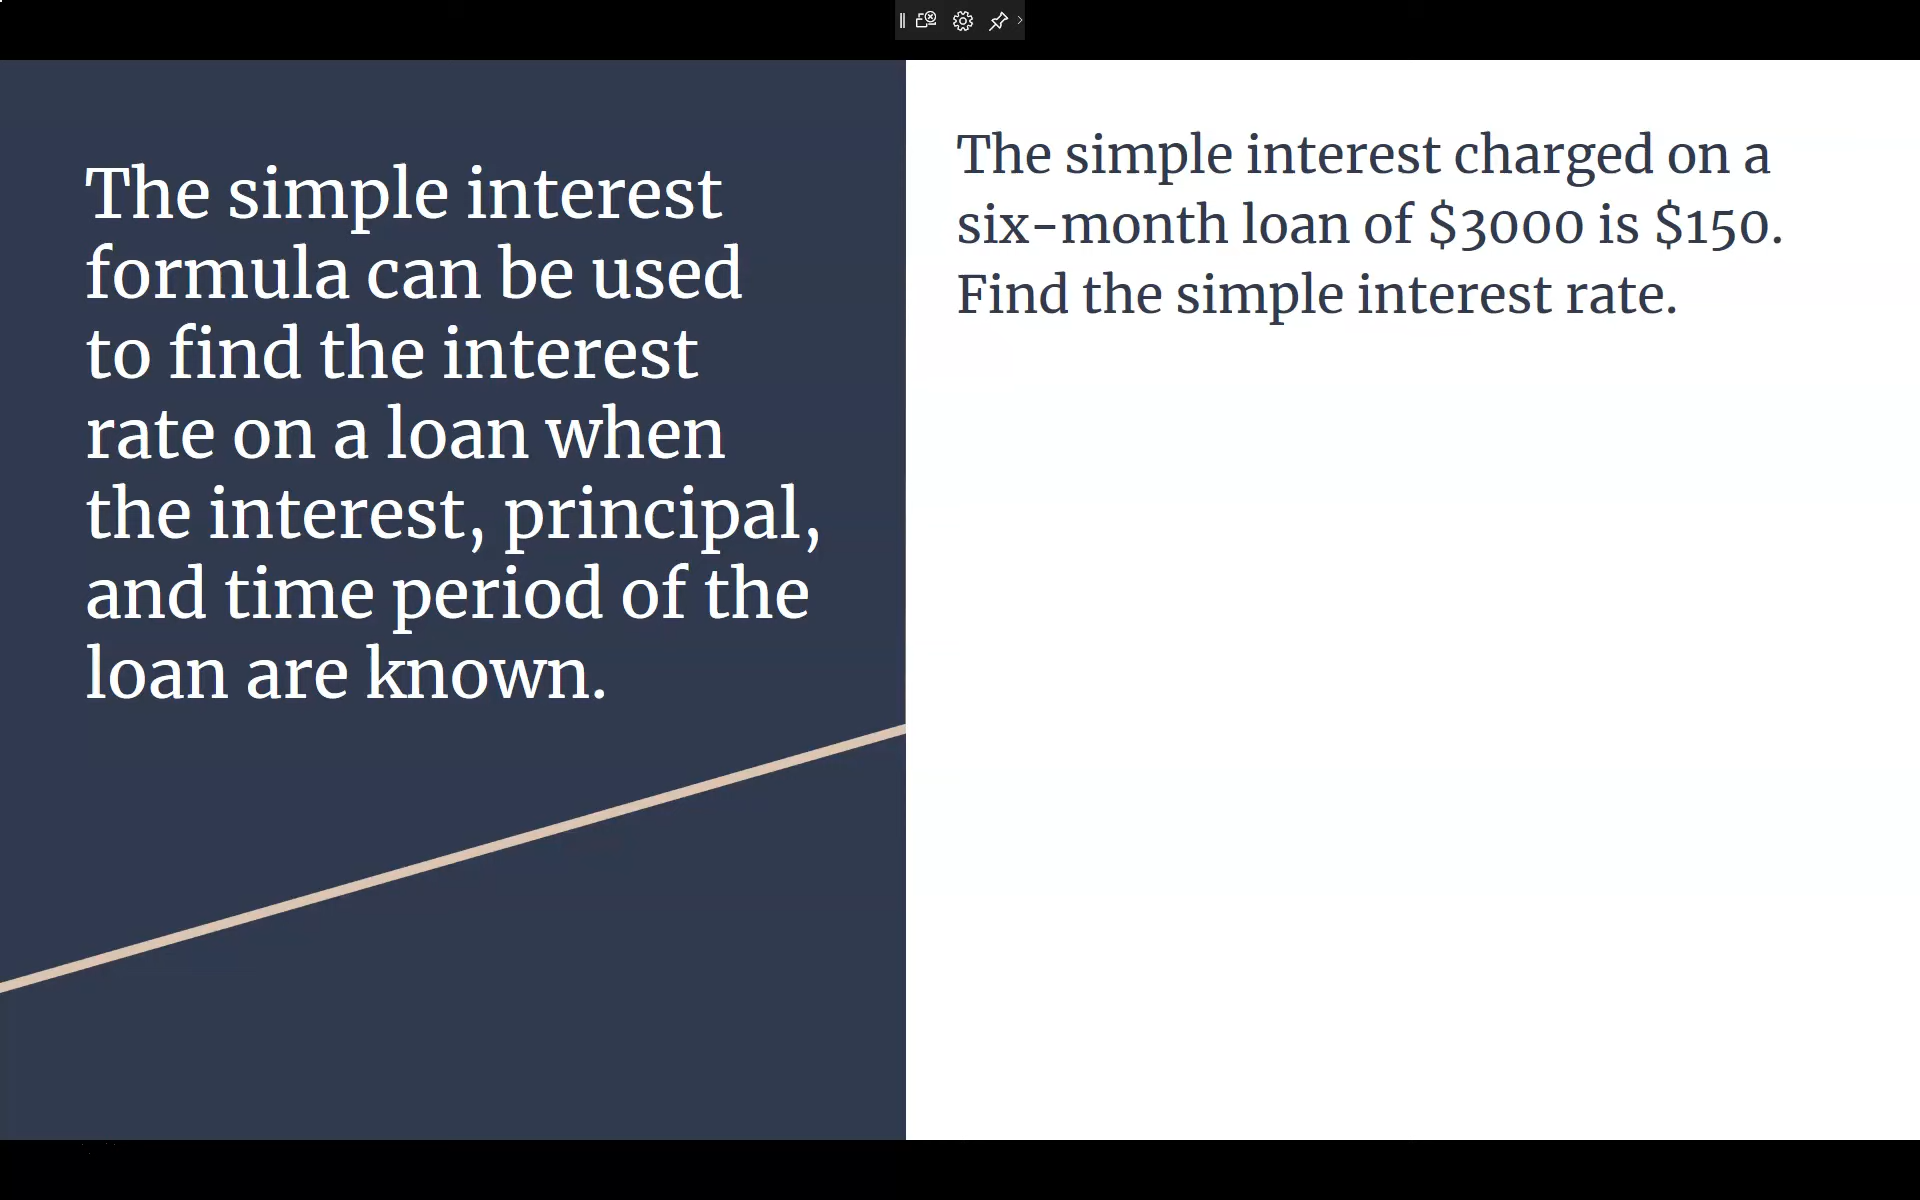 The simple interest
formula can be used
to find the interest
rate on a loan when
the interest, principal,
and time period of the
loan are known.
The simple interest charged on a
six-month loan of $3000 is $150.
Find the simple interest rate.